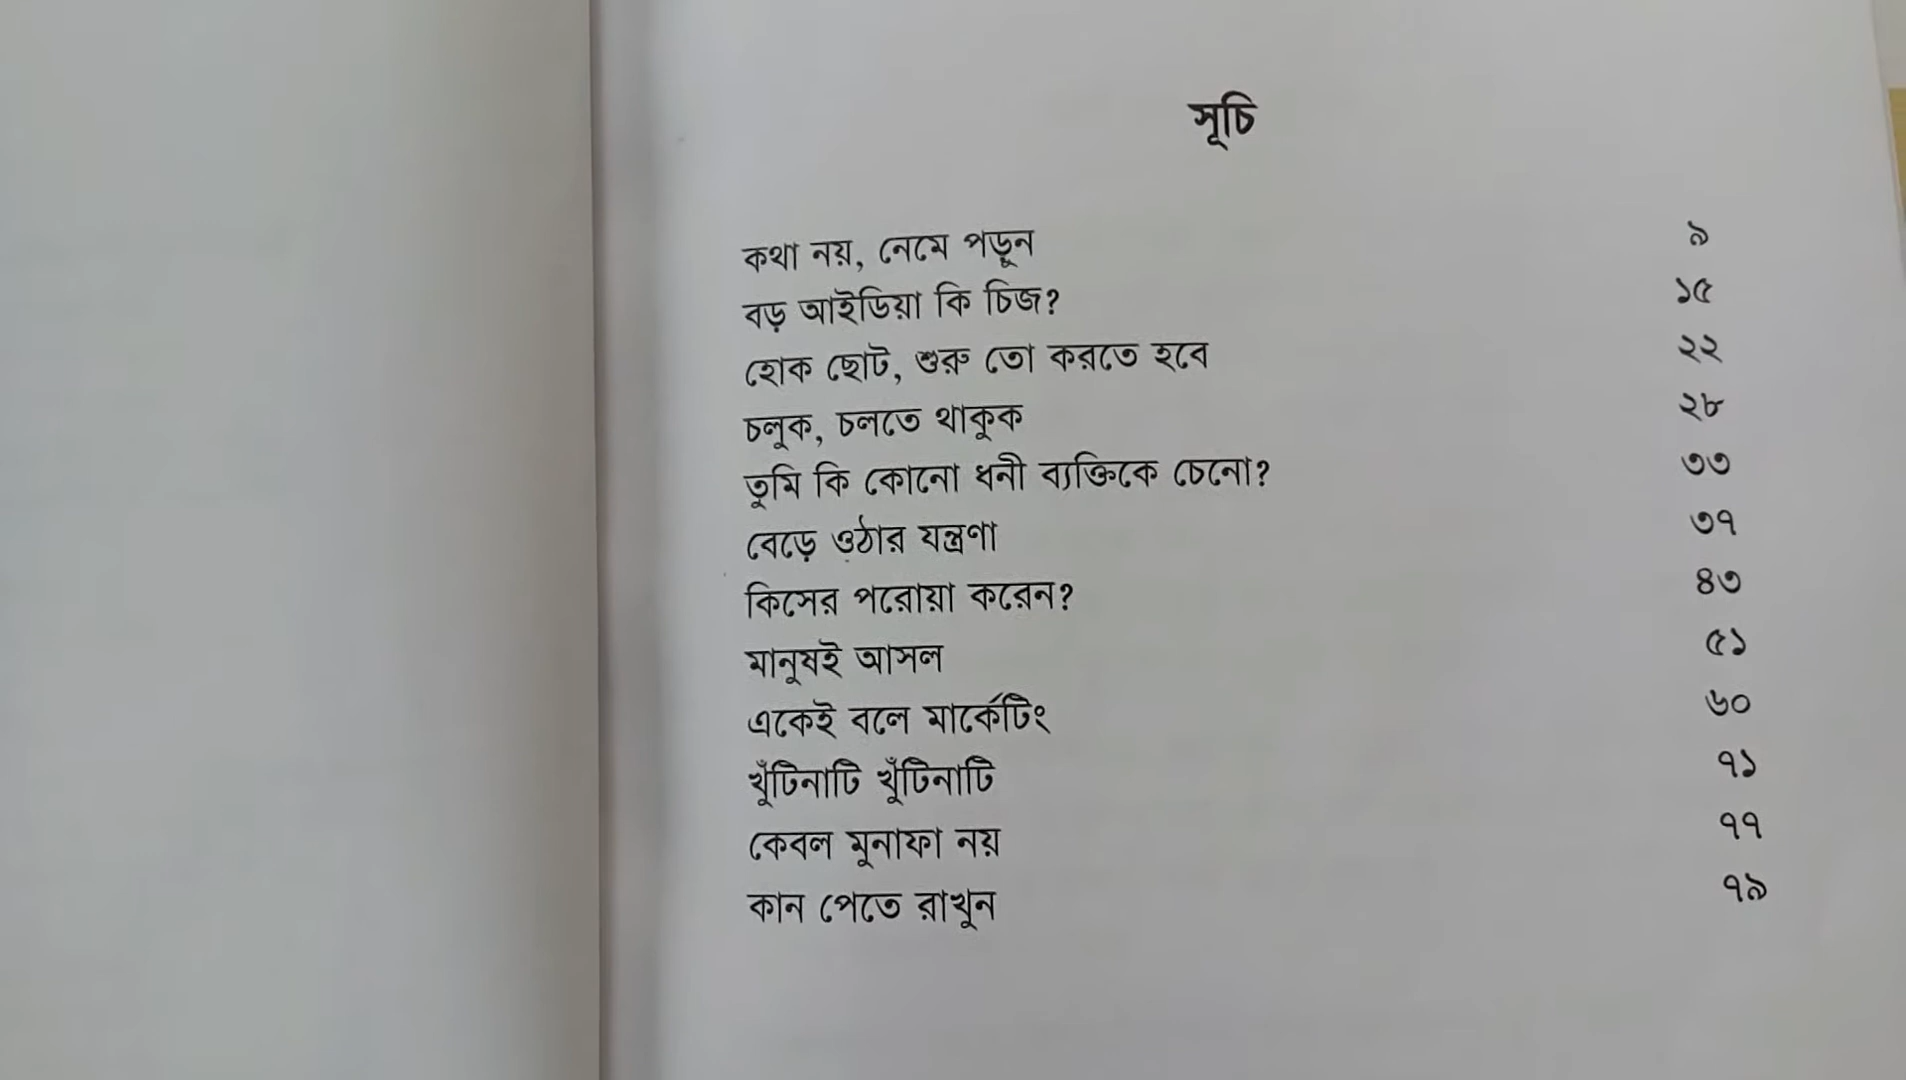 সূচি
কথা নয়, নেমে পড়ুন ৯
বড় আইডিয়া কি চিজ? ১৫
হোক ছোট, শুরু তো করতে হবে ২২
চলুক, চলতে থাকুক ২৮
তুমি কি কোনো ধনী ব্যক্তিকে চেনো? ৩৩
বেড়ে ওঠার যন্ত্রণা ৩৭
কিসের পরোয়া করেন? ৪৩
মানুষই আসল ৫১
একেই বলে মার্কেটিং ৬০
খুঁটিনাটি খুঁটিনাটি ৭১
কেবল মুনাফা নয় ৭৭
কান পেতে রাখুন ৭৯